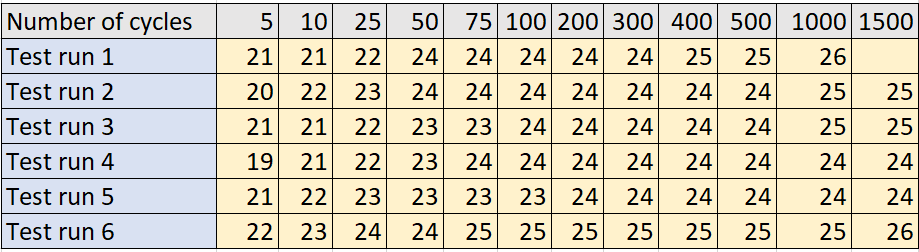 Number of cycles 5 10 25 50 75 100 200 300 400 500 1000 1500
Test run 1 21 21 22 24 24 24 24 24 25 25 26
Test run 2 20 22 23 24 24 24 24 24 24 24 25 25
Test run 3 21 21 22 23 23 24 24 24 24 24 25 25
Test run 4 19 21 22 23 24 24 24 24 24 24 24 24
Test run 5 21 22 23 23 23 23 24 24 24 24 24 24
Test run 6 22 23 24 24 25 25 25 25 25 25 25 26